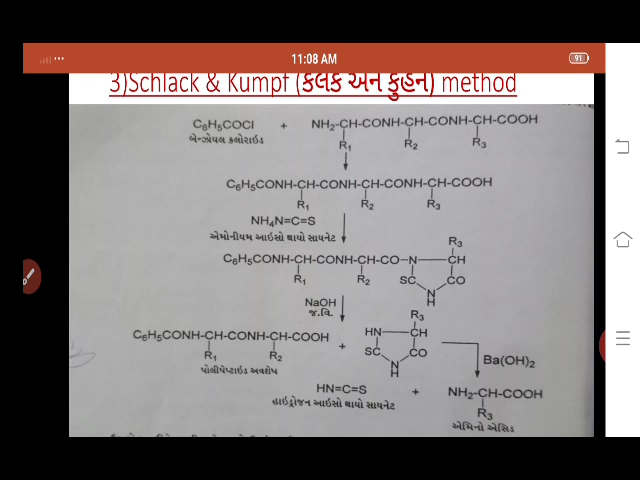 11:08 AM
91
3)Schlack & Kumpf (કલક અને કુહન) method
C6H5COCl + NH2-CH-CONH-CH-CONH-CH-COOH
બેન્ઝોયલ ક્લોરાઇડ
R1 R2 R3
C6H5CONH-CH-CONH-CH-CONH-CH-COOH
R1 R2 R3
NH4N=C=S
એમોનીયમ આઇસો થાયો સાયનેટ
R3
C6H5CONH-CH-CONH-CH-CO-N CH
R1 R2 SC CO
N
H
NaOH
જ.વિ.
R3
C6H5CONH-CH-CONH-CH-COOH + HN CH
R1 R2 SC CO
N
H
પોલીપેપ્ટાઇડ અવશેષ
Ba(OH)2
HN=C=S + NH2-CH-COOH
હાઇડ્રોજન આઇસો થાયો સાયનેટ
R3
એમિનો એસિડ